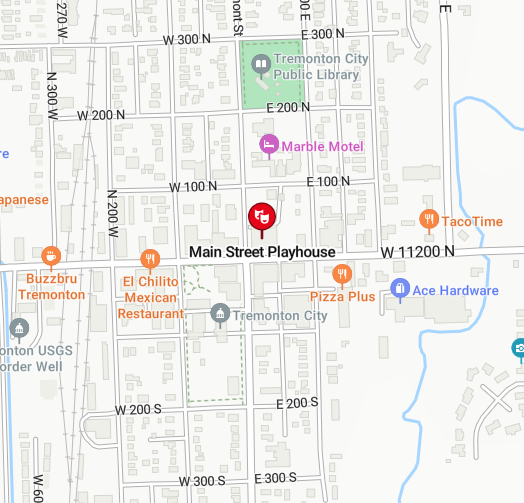 270 W
mont St
E
W 300 N
E 300 N
Tremonton City
Public Library
N 300 W
W 200 N
E 200 N
Marble Motel
ore
W 100 N
E 100 N
apanese
N 200 W
TacoTime
Main Street Playhouse
W 11200 N
Buzzbru
Tremonton
El Chilito
Mexican
Restaurant
Pizza Plus
Ace Hardware
Tremonton City
onton USGS
order Well
W 200 S
E 200 S
W 300 S
E 300 S
W 60